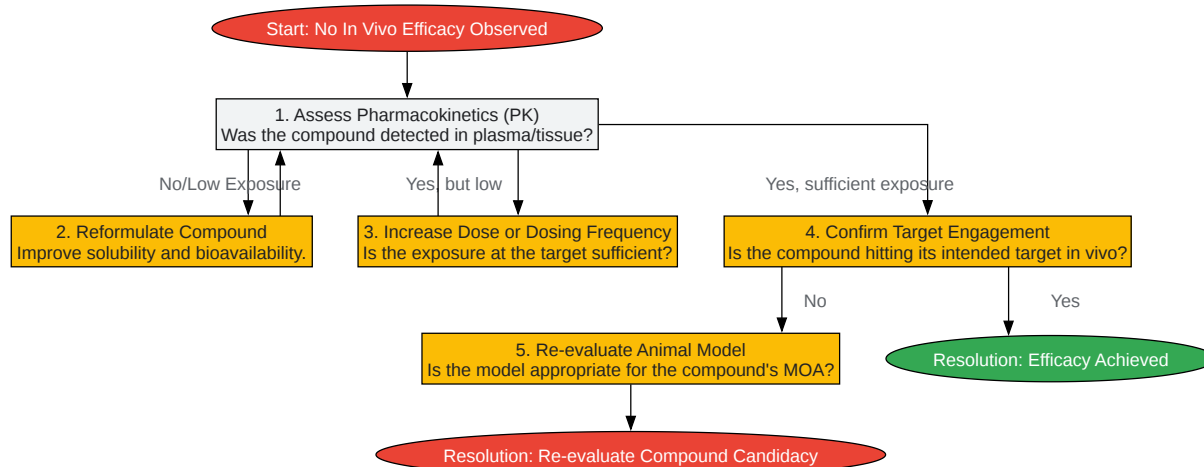 Start: No In Vivo Efficacy Observed
1. Assess Pharmacokinetics (PK)
Was the compound detected in plasma/tissue?
No/Low Exposure
Yes, but low
Yes, sufficient exposure
2. Reformulate Compound
Improve solubility and bioavailability.
3. Increase Dose or Dosing Frequency
Is the exposure at the target sufficient?
4. Confirm Target Engagement
Is the compound hitting its intended target in vivo?
No
Yes
5. Re-evaluate Animal Model
Is the model appropriate for the compound's MOA?
Resolution: Efficacy Achieved
Resolution: Re-evaluate Compound Candidacy